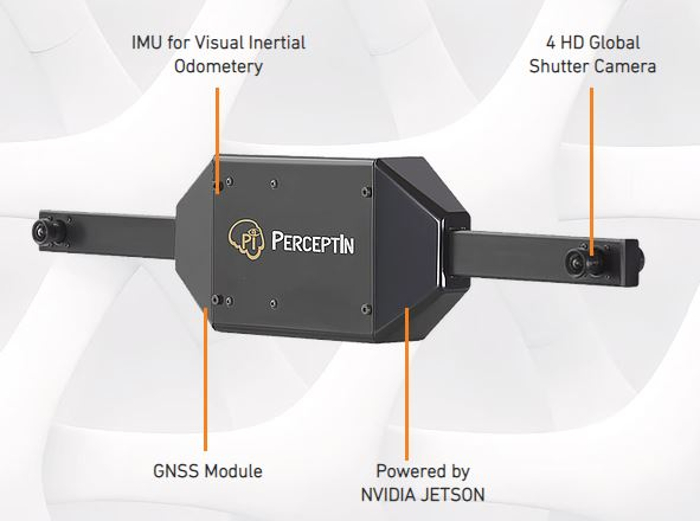 IMU for Visual Inertial
Odometery
4 HD Global
Shutter Camera
PI
PERCEPTIN
GNSS Module
Powered by
NVIDIA JETSON